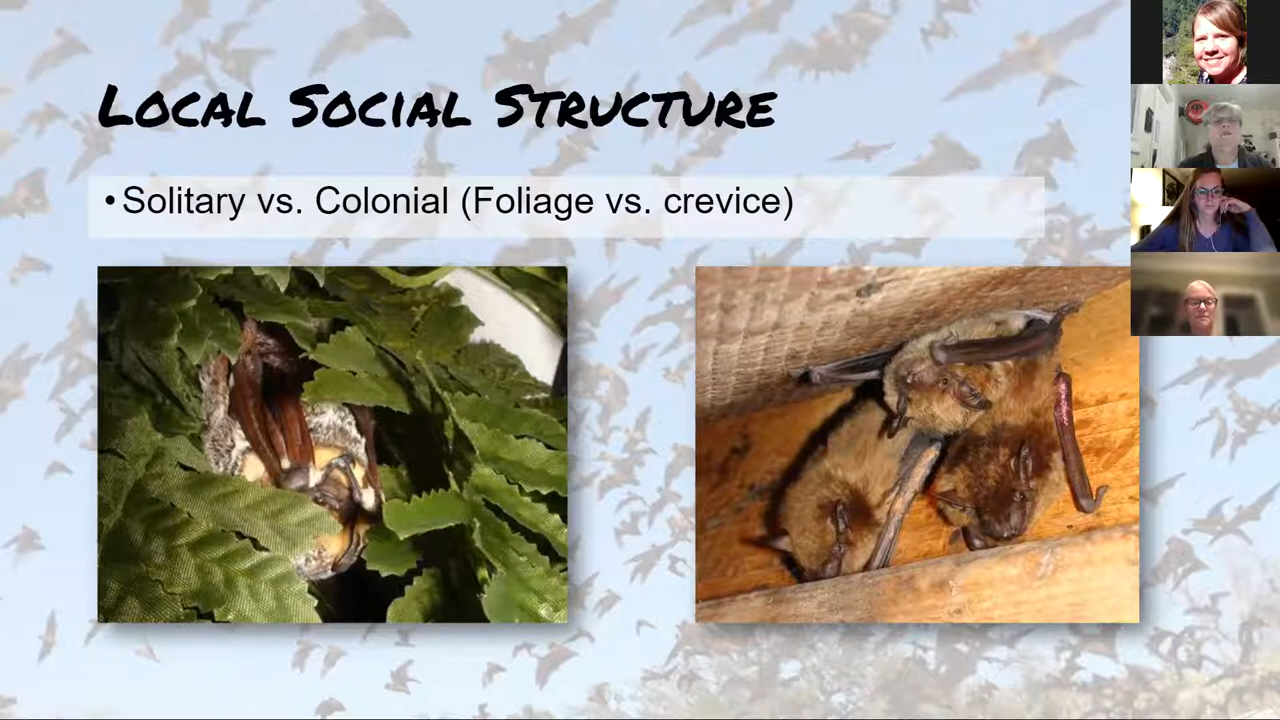 Local Social Structure
•Solitary vs. Colonial (Foliage vs. crevice)